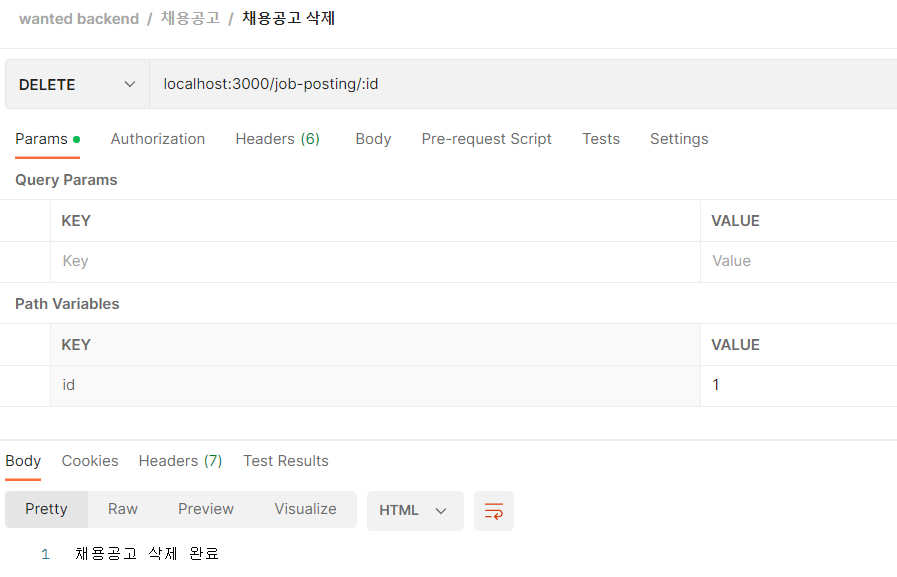 wanted backend / 채용공고 / 채용공고 삭제
DELETE localhost:3000/job-posting/:id
Params Authorization Headers (6) Body Pre-request Script Tests Settings
Query Params
KEY VALUE
Key Value
Path Variables
KEY VALUE
id 1
Body Cookies Headers (7) Test Results
Pretty Raw Preview Visualize HTML
1 채용공고 삭제 완료